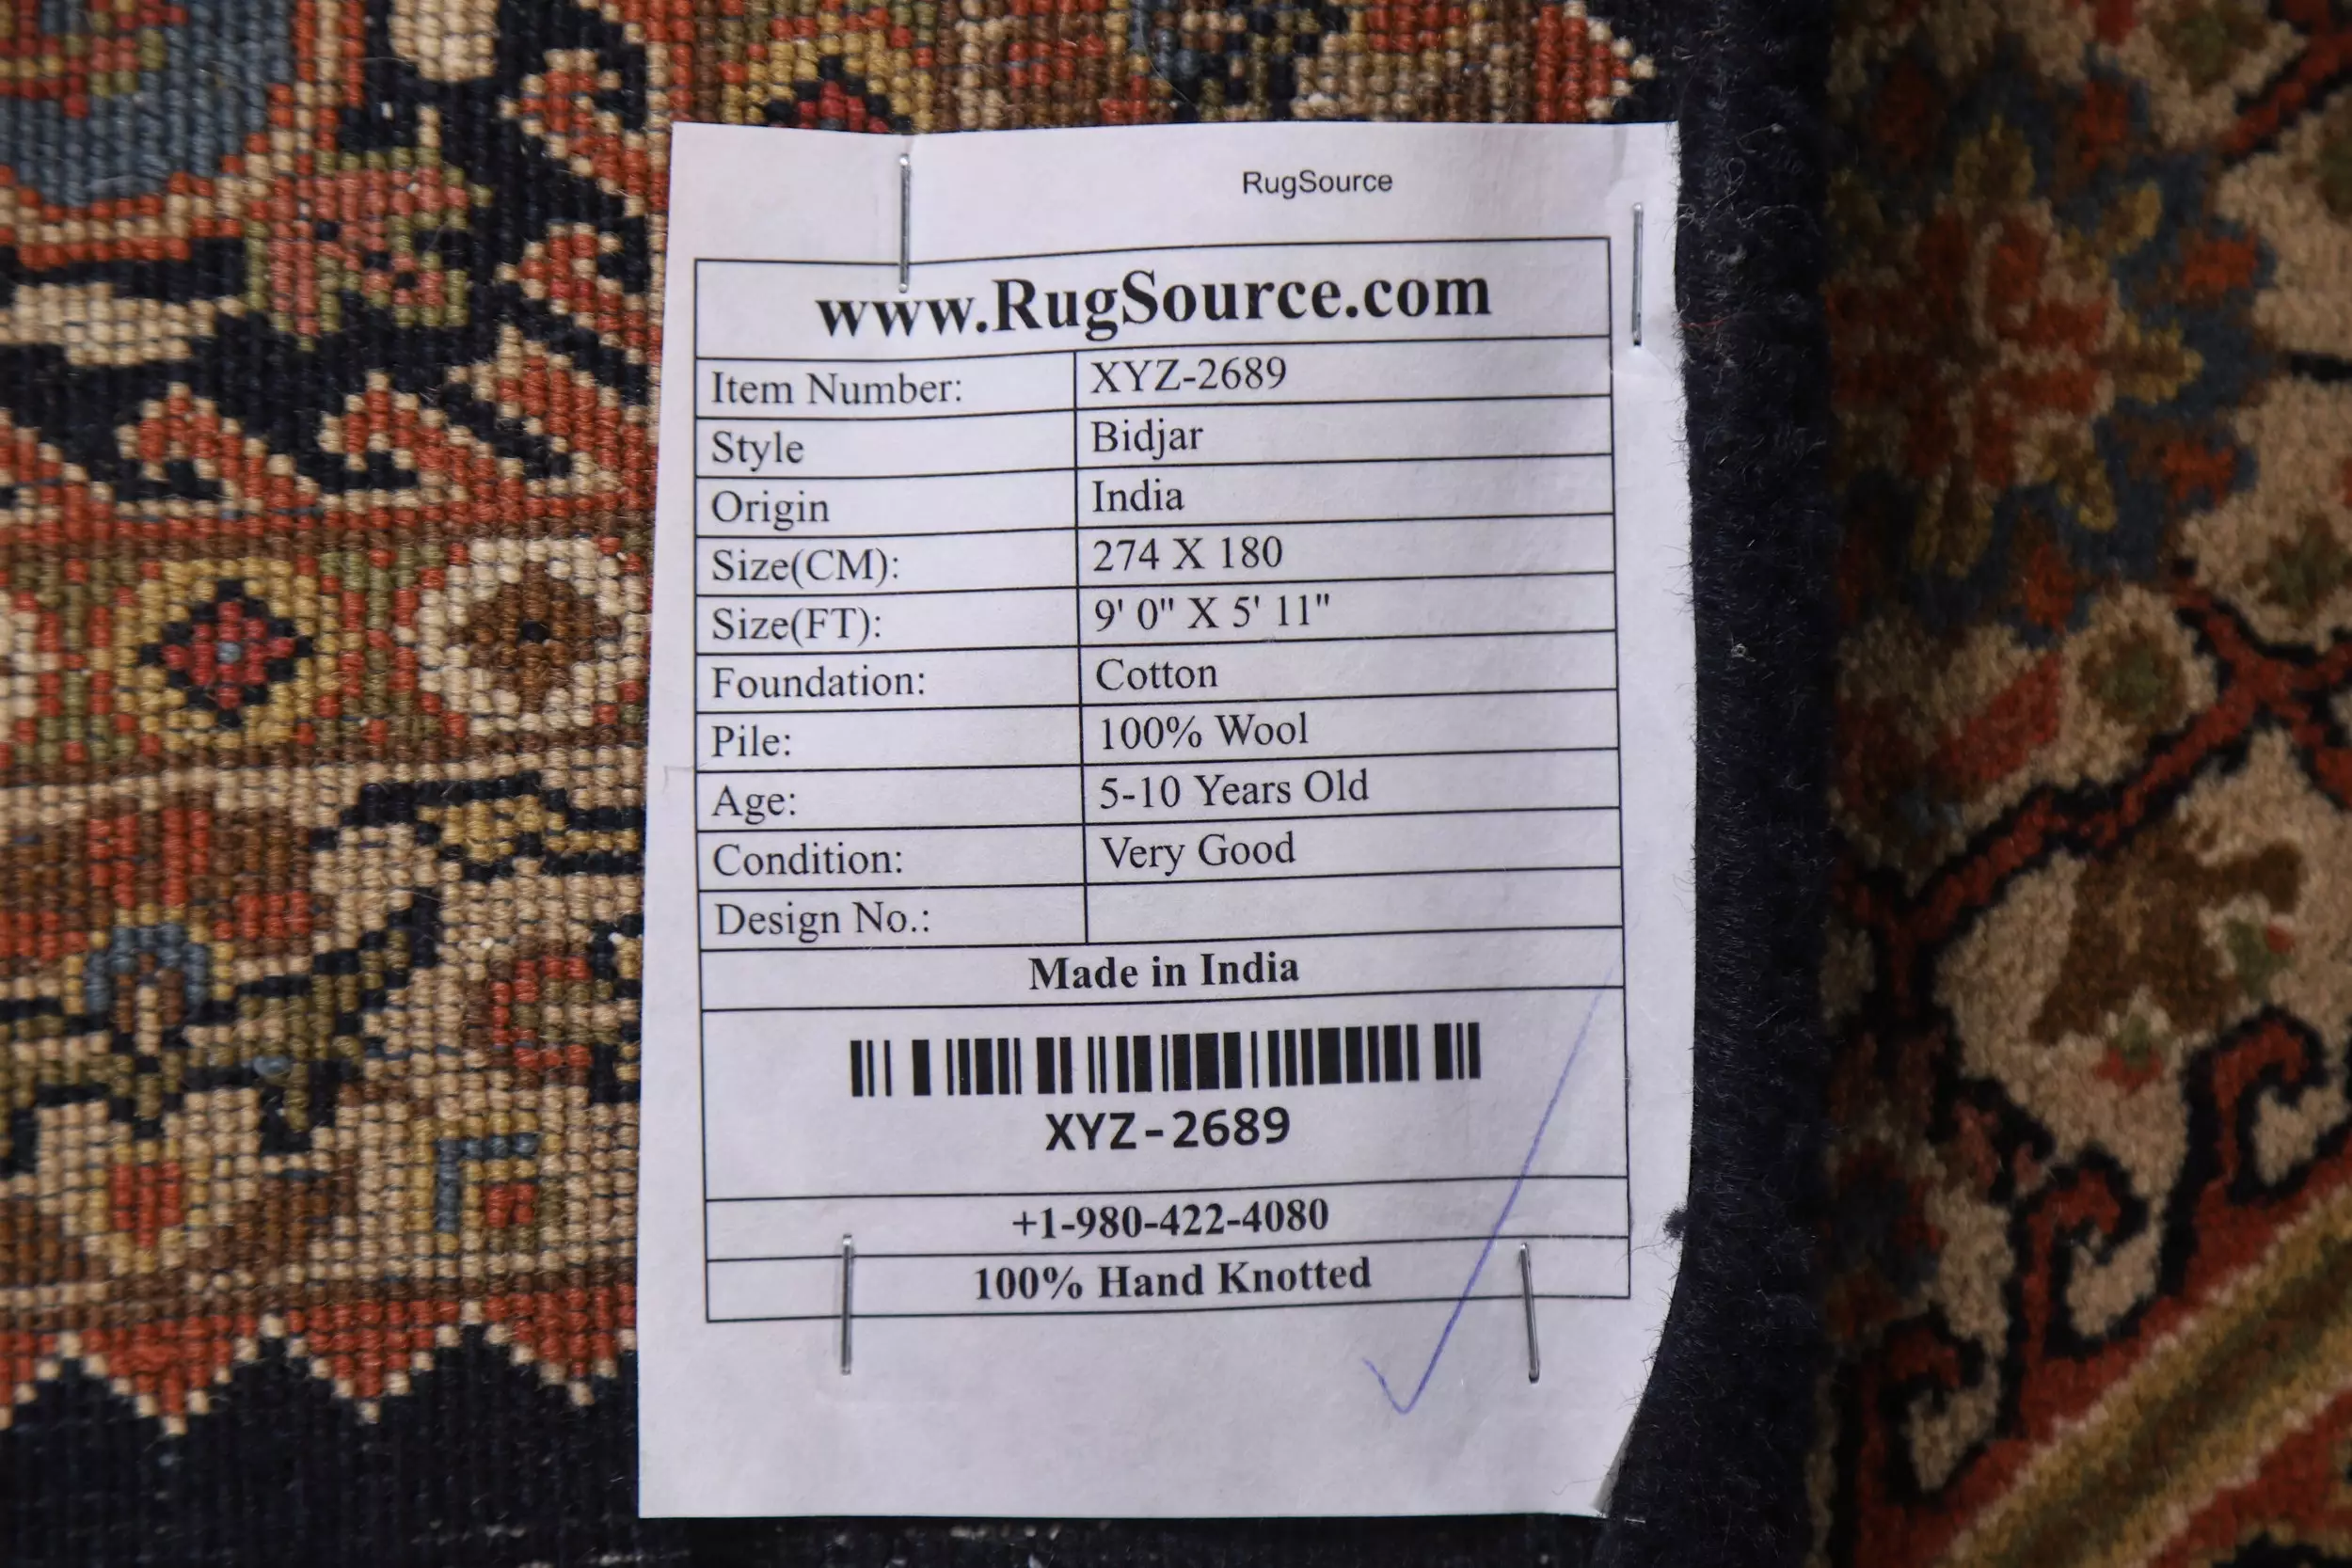 RugSource
www.RugSource.com
Item Number: XYZ-2689
Style Bidjar
Origin India
Size(CM): 274 X 180
Size(FT): 9' 0" X 5' 11"
Foundation: Cotton
Pile: 100% Wool
Age: 5-10 Years Old
Condition: Very Good
Design No.:
Made in India
XYZ-2689
+1-980-422-4080
100% Hand Knotted